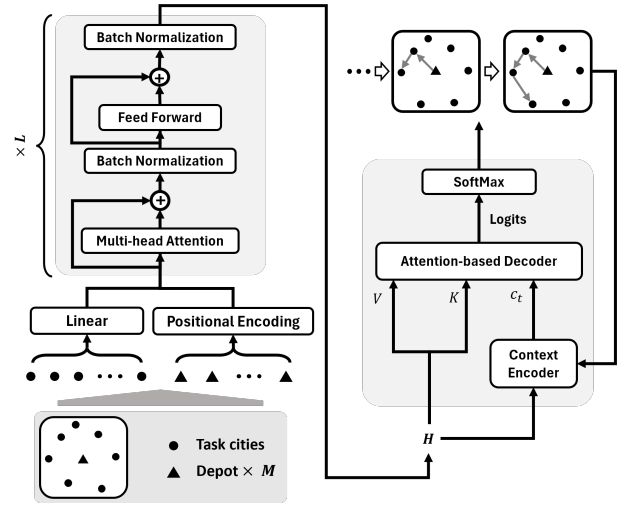 Batch Normalization
+
Feed Forward
Batch Normalization
+
Multi-head Attention
× L
Linear
Positional Encoding
Task cities
Depot × M
SoftMax
Logits
Attention-based Decoder
V
K
c_t
Context
Encoder
H